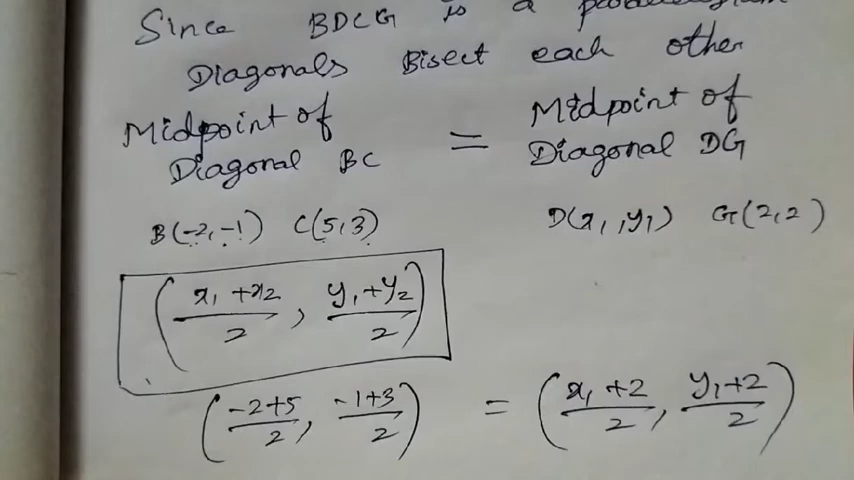 Since BDCG is a parallelogram
Diagonals Bisect each other
Midpoint of Diagonal BC = Midpoint of Diagonal DG
B(-2,-1) C(5,3) D(x₁,y₁) G(2,2)
((x₁+x₂)/2, (y₁+y₂)/2)
((-2+5)/2, (-1+3)/2) = ((x₁+2)/2, (y₁+2)/2)